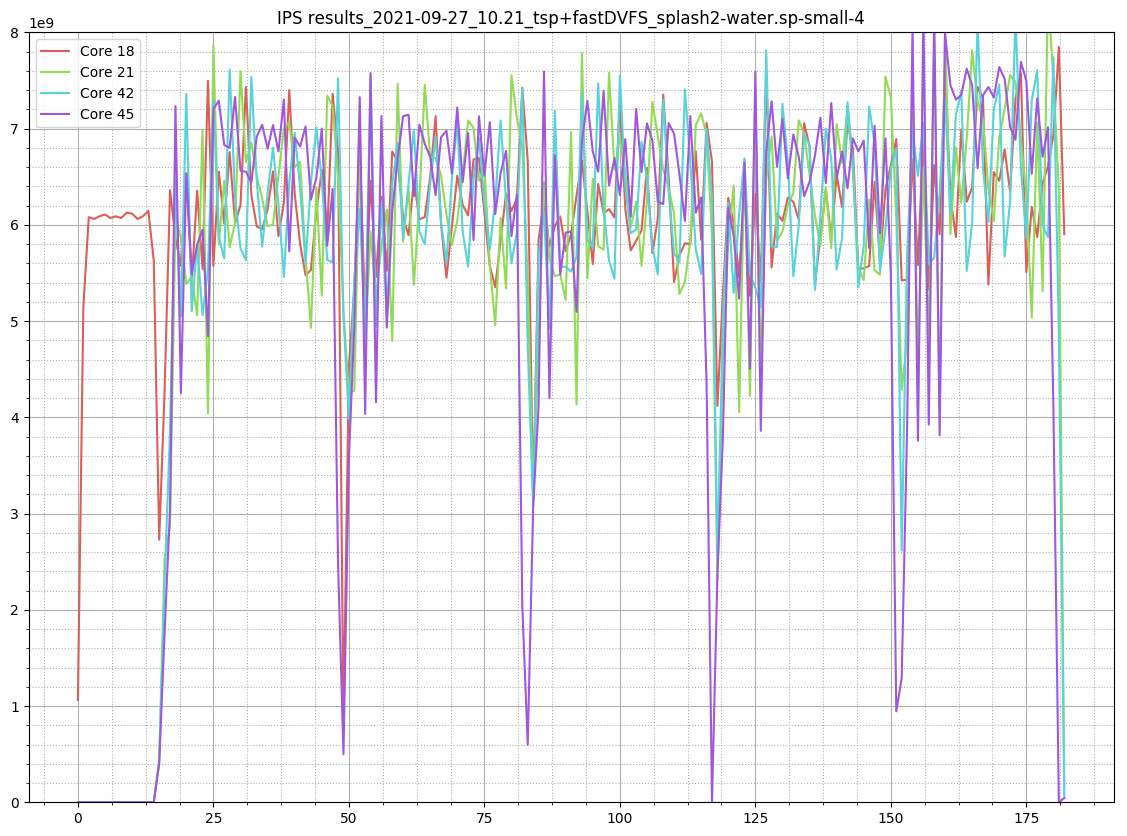 IPS results_2021-09-27_10.21_tsp+fastDVFS_splash2-water.sp-small-4
1e9
Core 18
Core 21
Core 42
Core 45
8
7
6
5
4
3
2
1
0
0 25 50 75 100 125 150 175